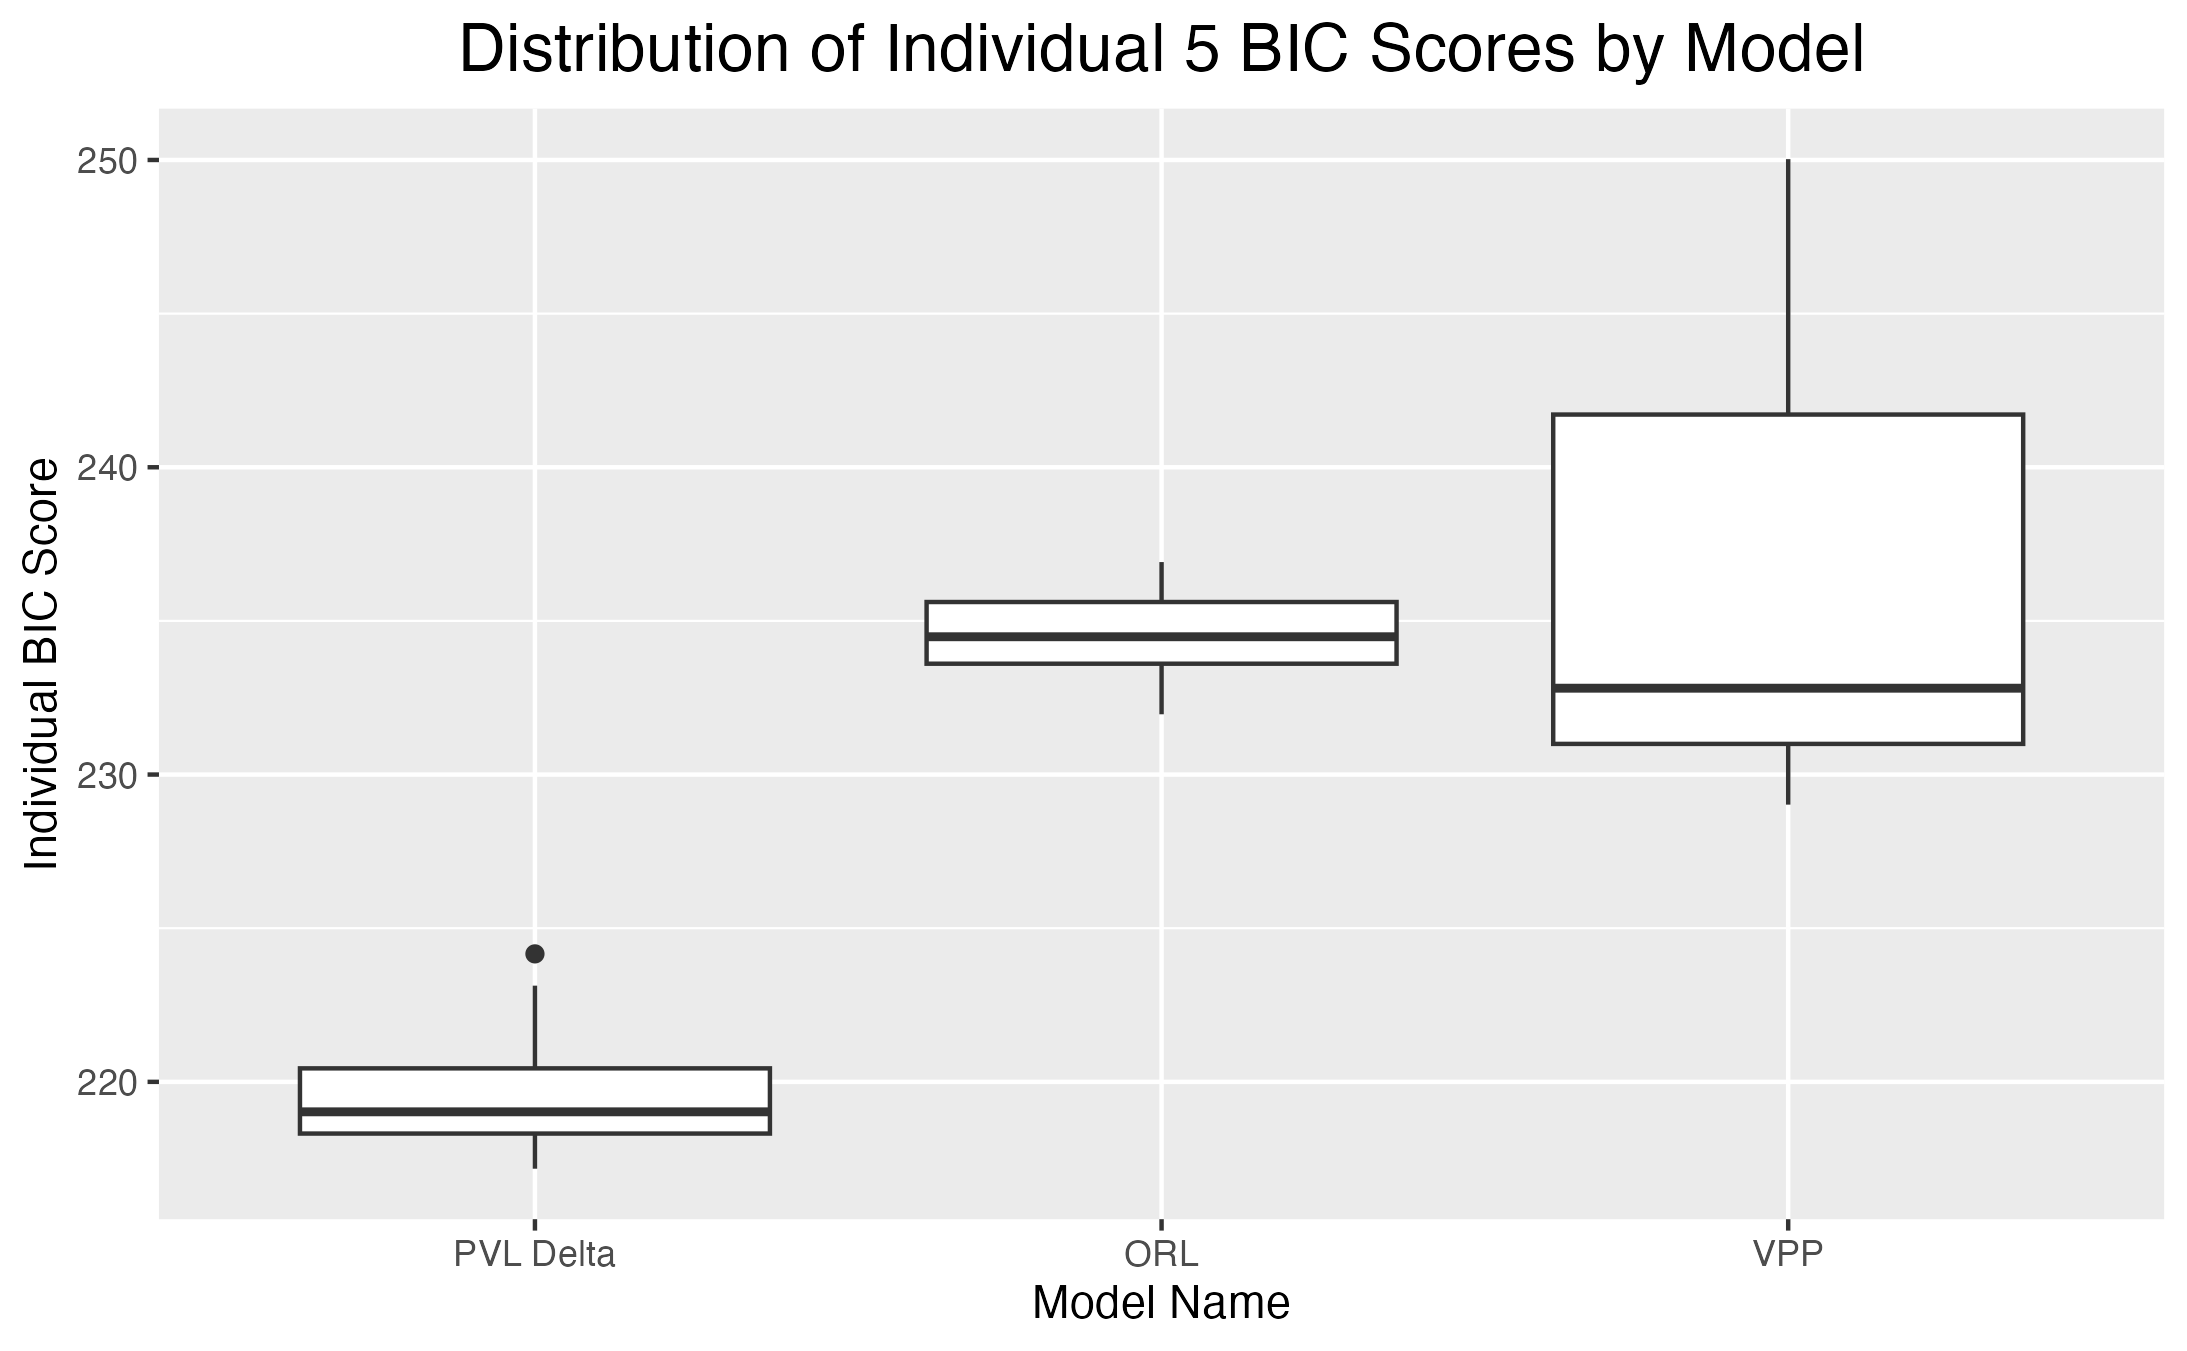 Distribution of Individual 5 BIC Scores by Model
250
240
230
220
Individual BIC Score
PVL Delta
ORL
VPP
Model Name